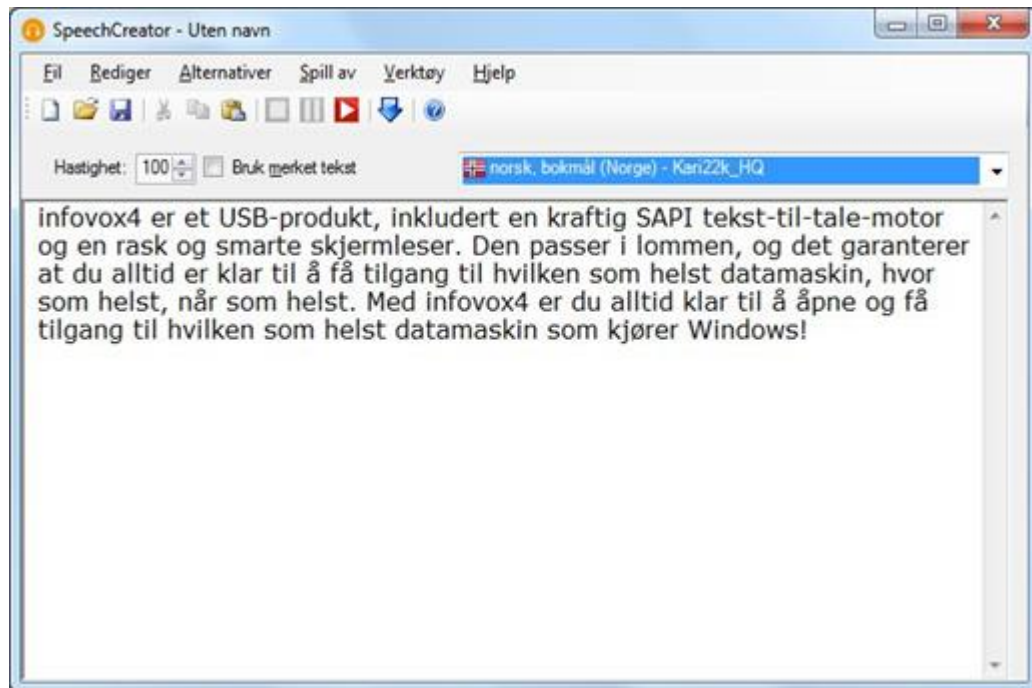 SpeechCreator - Uten navn
Fil Rediger Alternativer Spill av Verktøy Hjelp
Hastighet: 100 Bruk merket tekst norsk, bokmål (Norge) - Kari22k_HQ
infovox4 er et USB-produkt, inkludert en kraftig SAPI tekst-til-tale-motor
og en rask og smarte skjermleser. Den passer i lommen, og det garanterer
at du alltid er klar til å få tilgang til hvilken som helst datamaskin, hvor
som helst, når som helst. Med infovox4 er du alltid klar til å åpne og få
tilgang til hvilken som helst datamaskin som kjører Windows!